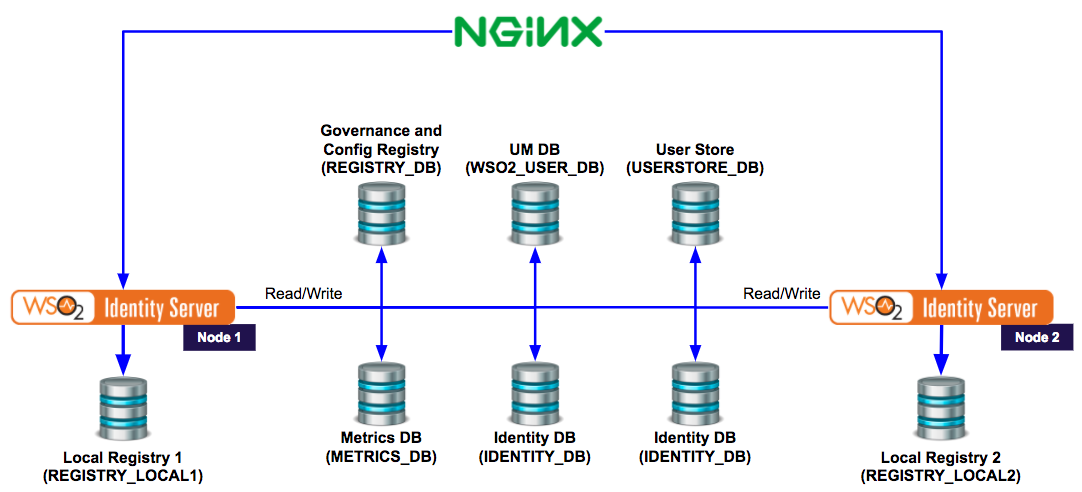 NGINX
Governance and
Config Registry
(REGISTRY_DB)
UM DB
(WSO2_USER_DB)
User Store
(USERSTORE_DB)
Read/Write
Read/Write
WSO2 Identity Server
Node 1
WSO2 Identity Server
Node 2
Local Registry 1
(REGISTRY_LOCAL1)
Metrics DB
(METRICS_DB)
Identity DB
(IDENTITY_DB)
Identity DB
(IDENTITY_DB)
Local Registry 2
(REGISTRY_LOCAL2)